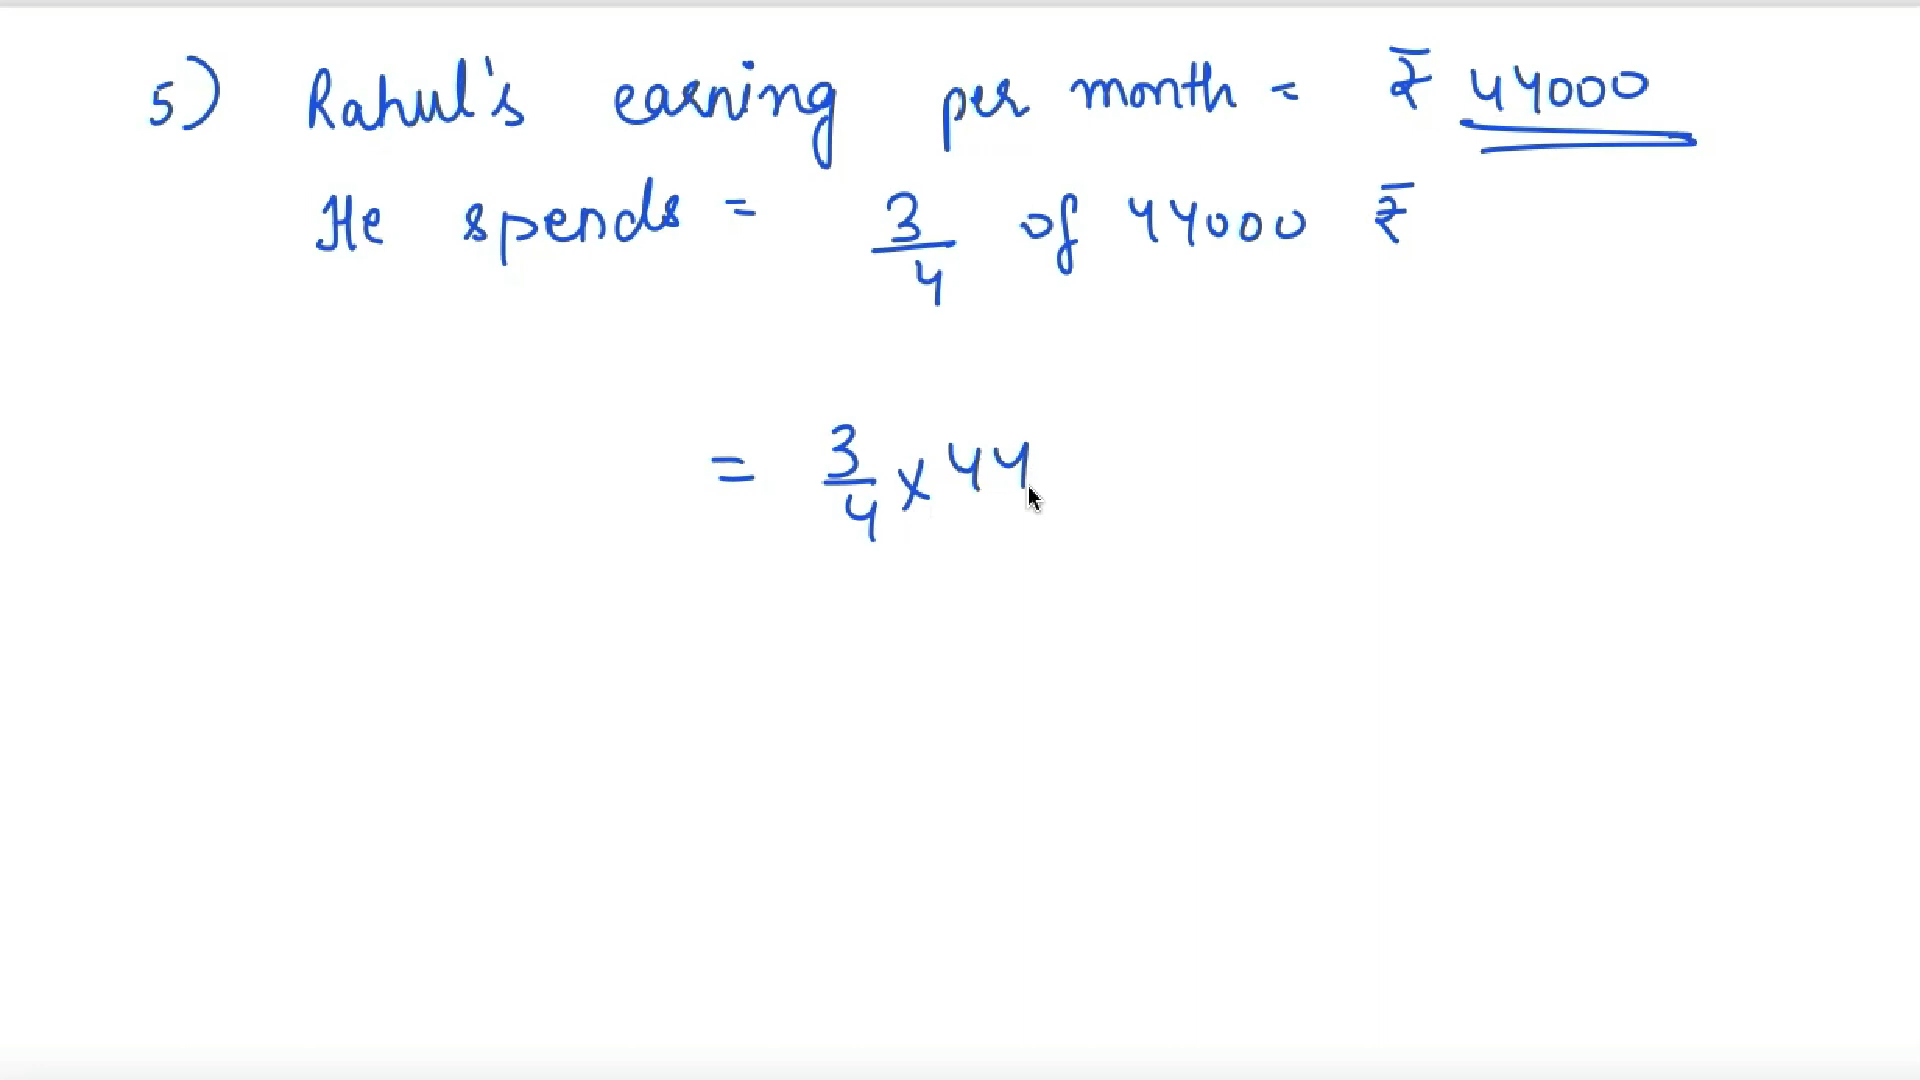 5) Rahul's earning per month = ₹ 44000
He spends = 3/4 of 44000 ₹
= 3/4 x 44